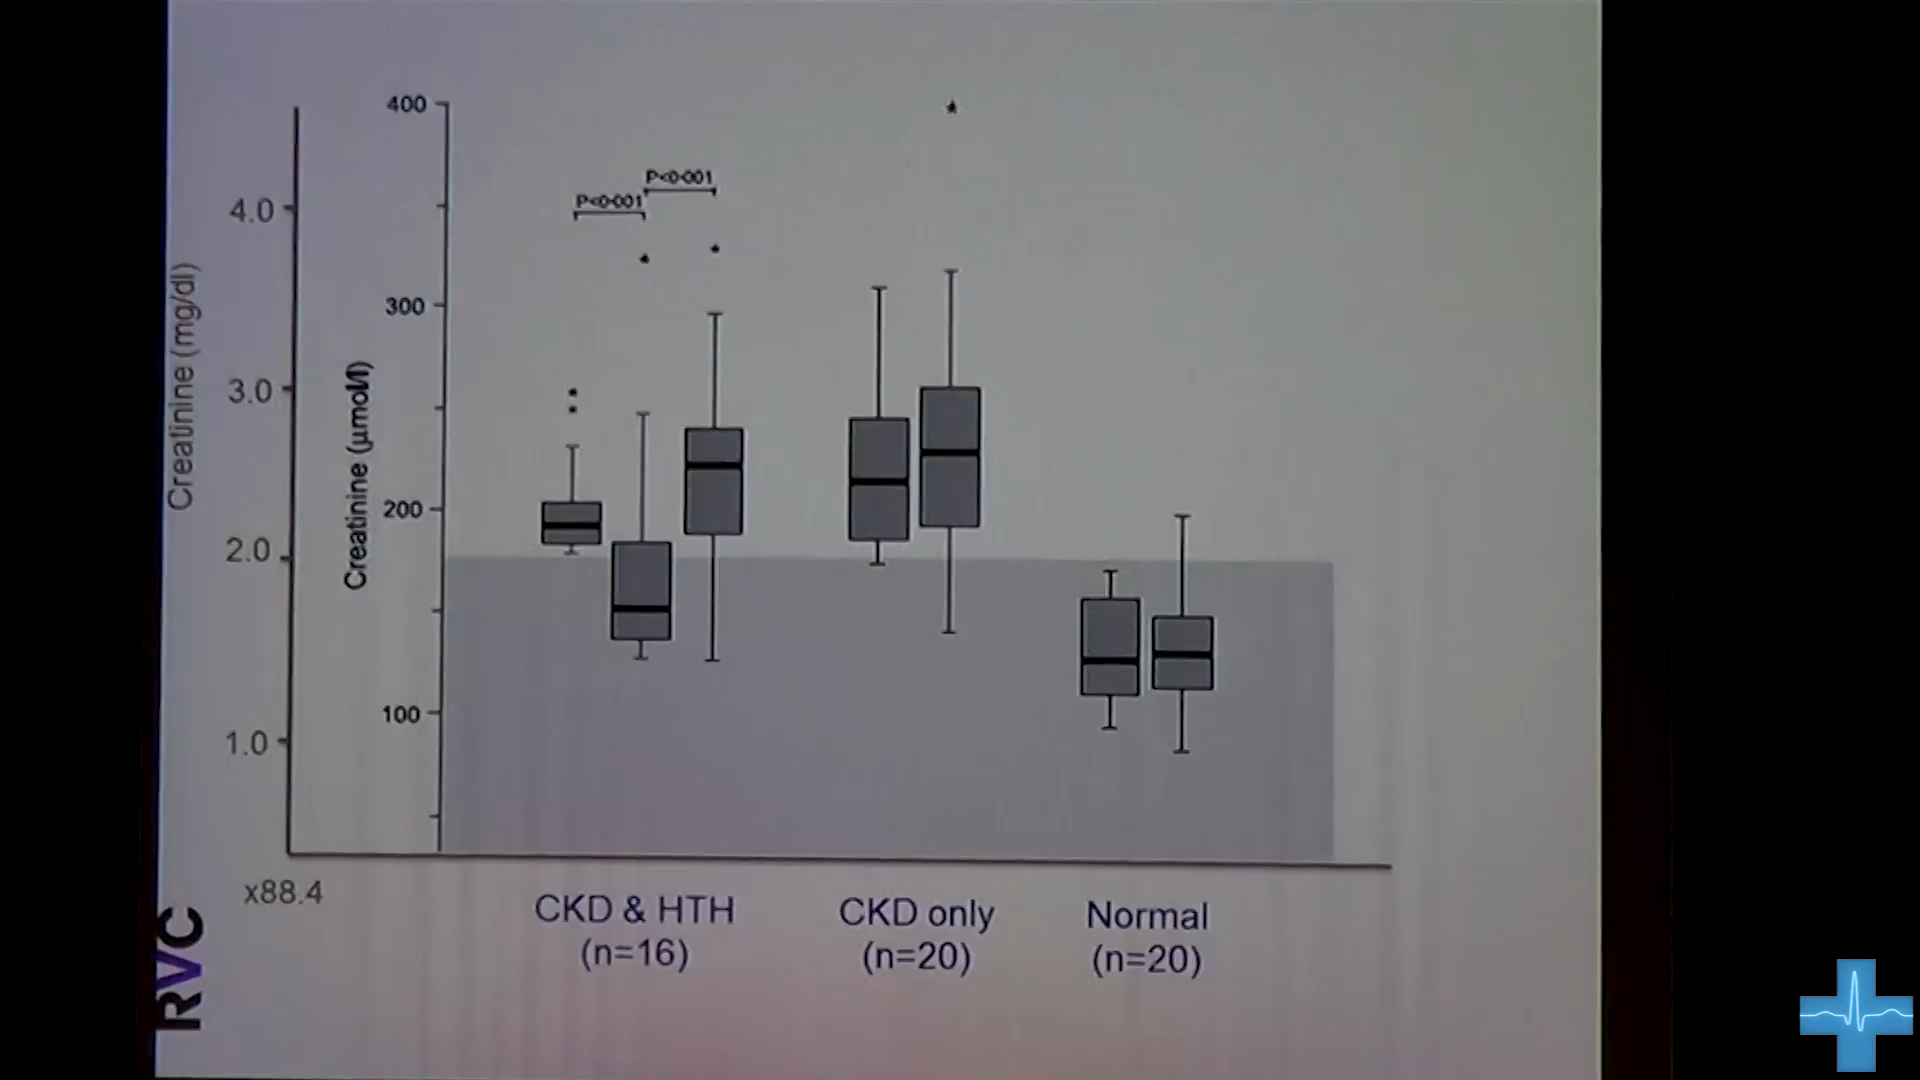 Creatinine (mg/dl)
4.0
3.0
2.0
1.0
x88.4
Creatinine (µmol/l)
400
300
200
100
P<0·001
P<0·001
CKD & HTH
(n=16)
CKD only
(n=20)
Normal
(n=20)
RVC